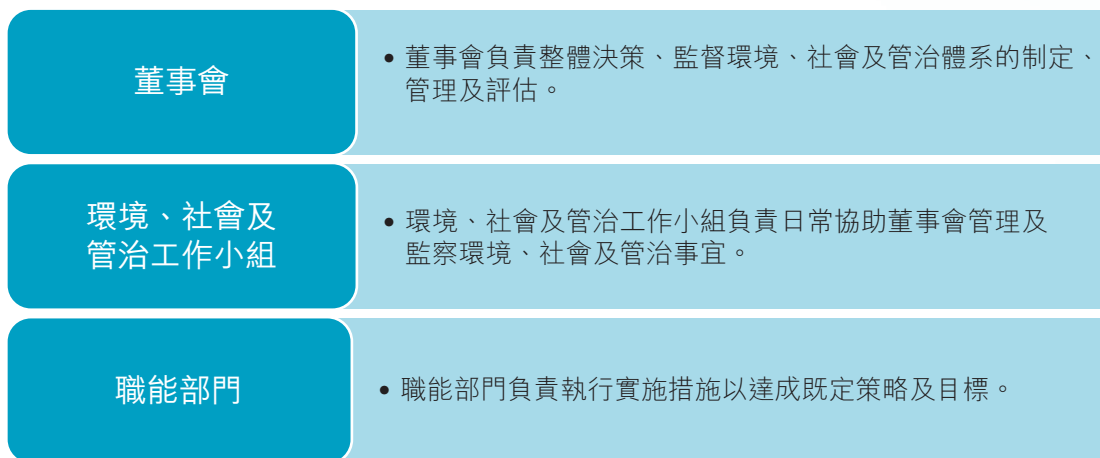 董事會
• 董事會負責整體決策、監督環境、社會及管治體系的制定、
管理及評估。
環境、社會及
管治工作小組
• 環境、社會及管治工作小組負責日常協助董事會管理及
監察環境、社會及管治事宜。
職能部門
• 職能部門負責執行實施措施以達成既定策略及目標。